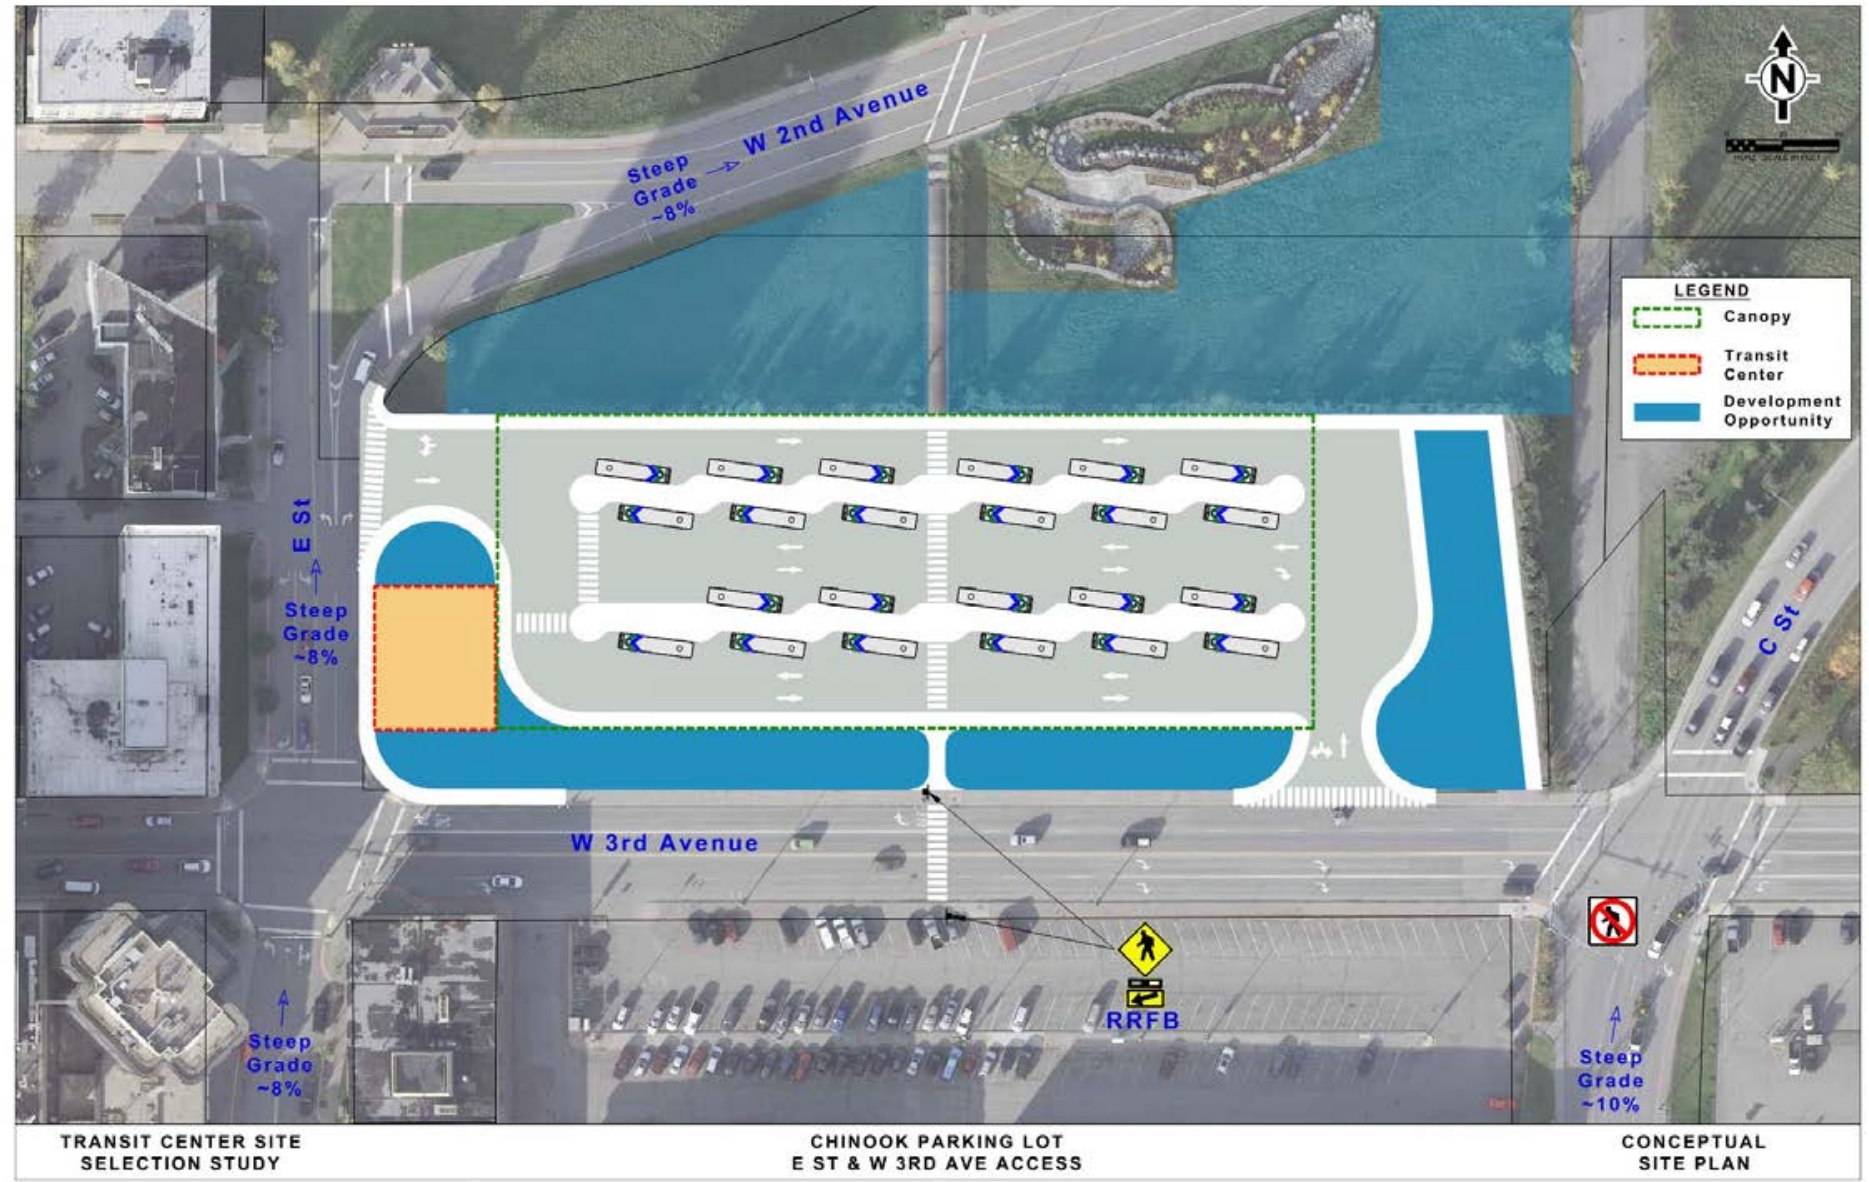 W 2nd Avenue
Steep
Grade
~8%
N
LEGEND
Canopy
Transit
Center
Development
Opportunity
E St
Steep
Grade
~8%
C St
W 3rd Avenue
RRFB
Steep
Grade
~8%
Steep
Grade
~10%
TRANSIT CENTER SITE
SELECTION STUDY
CHINOOK PARKING LOT
E ST & W 3RD AVE ACCESS
CONCEPTUAL
SITE PLAN